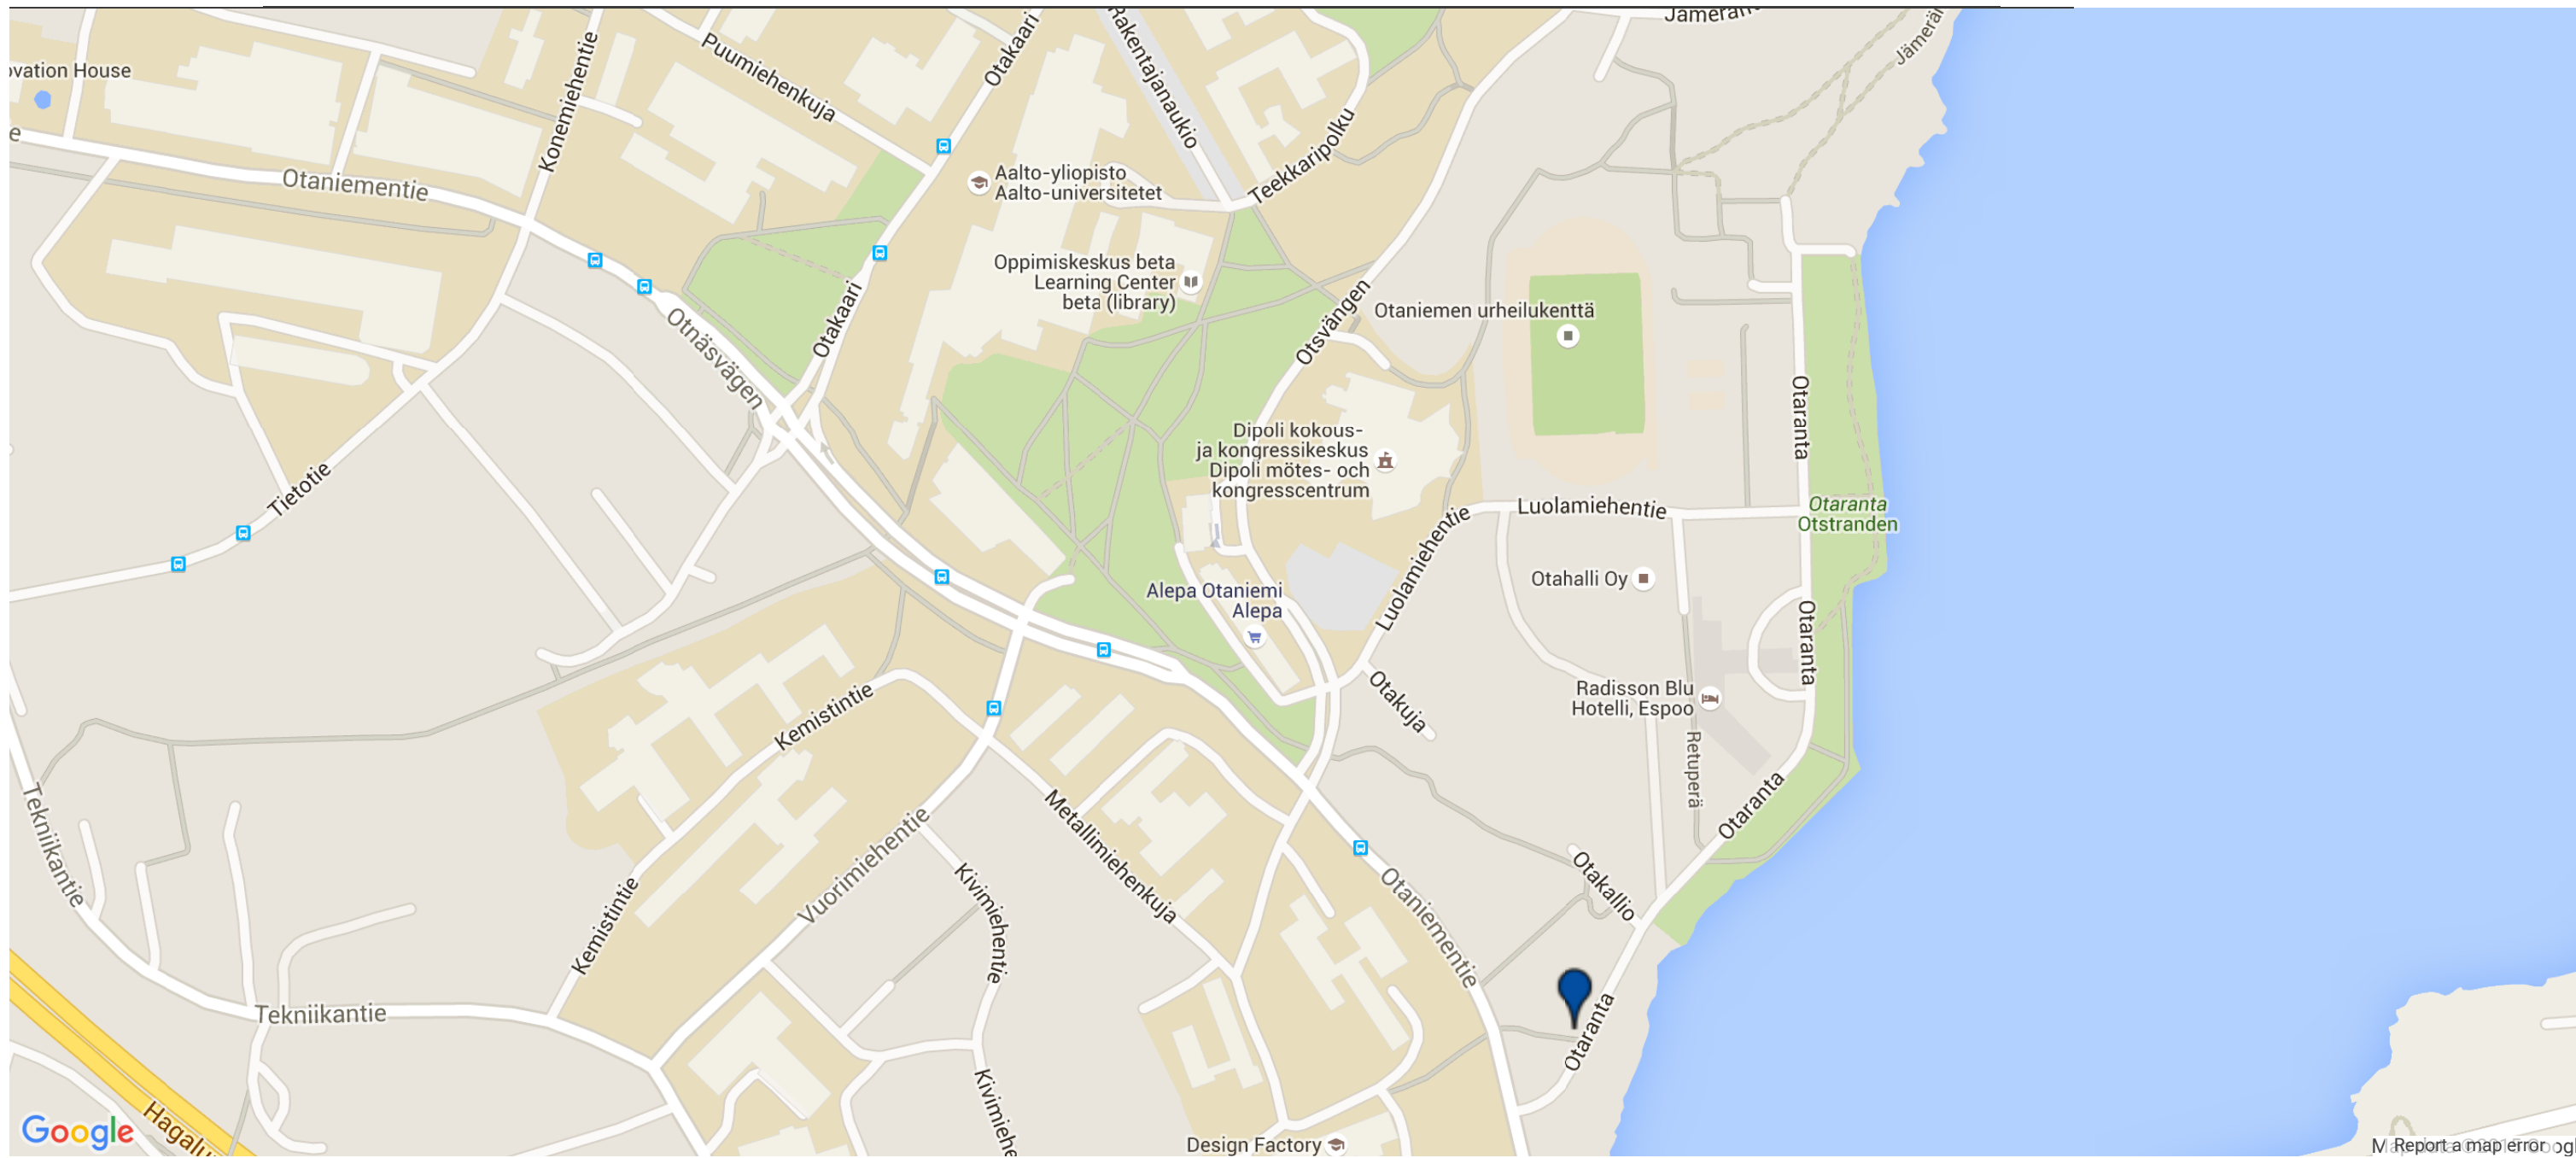 Jämerän
Puumiehenkuja
Otakaari
Rakentajanaukio
Konemiehentie
ovation House
Teekkaripolku
Otaniementie
Aalto-yliopisto
Aalto-universitetet
Oppimiskeskus beta
Learning Center
beta (library)
Otnäsvägen
Otakaari
Otsvängen
Otaniemen urheilukenttä
Otaranta
Dipoli kokous-
ja kongressikeskus
Dipoli mötes- och
kongresscentrum
Tietotie
Luolamiehentie
Luolamiehentie
Otaranta
Otstranden
Otahalli Oy
Alepa Otaniemi
Alepa
Otaranta
Otakuja
Radisson Blu
Hotelli, Espoo
Kemistintie
Retuperä
Otaranta
Tekniikantie
Metallimiehenkuja
Vuorimiehentie
Kivimiehentie
Otakallio
Otaniementie
Kemistintie
Tekniikantie
Otaranta
Kivimiehe
Hagalu
Google
Design Factory
Report a map error